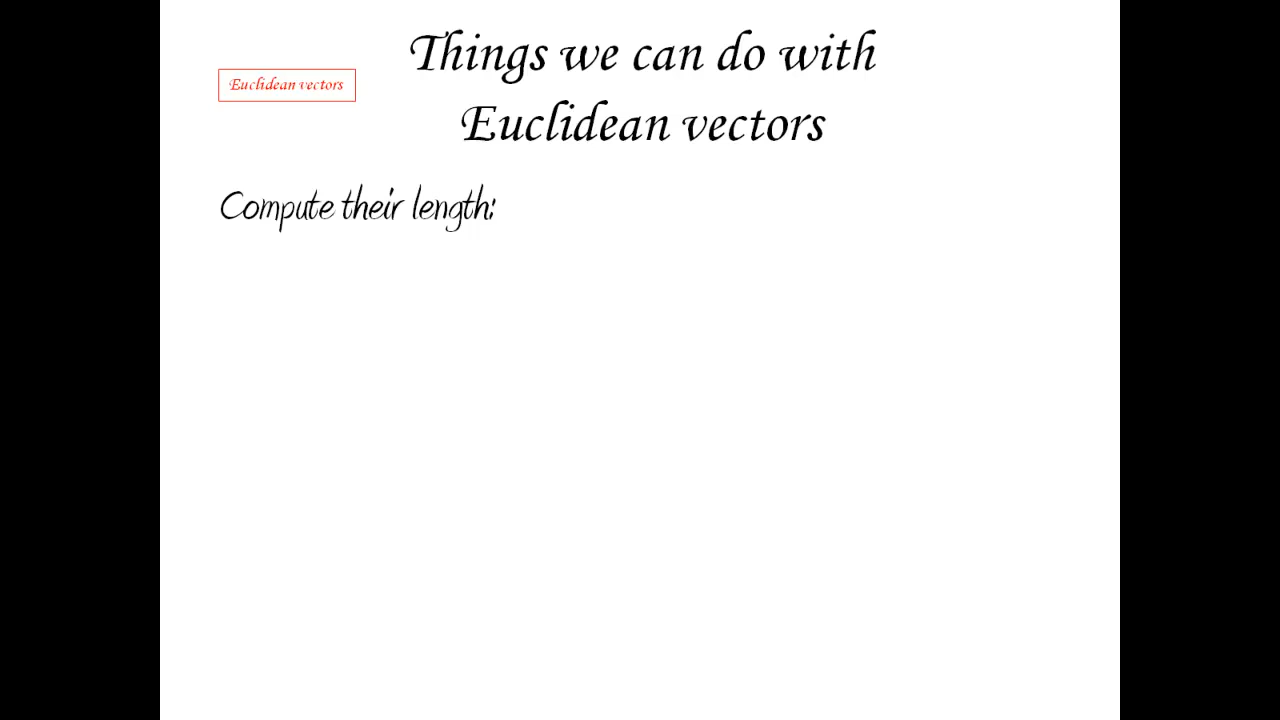 Things we can do with
Euclidean vectors
Euclidean vectors
Compute their length: